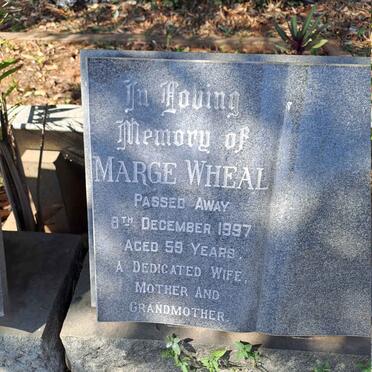 In Loving
Memory of
MARGE WHEAL
PASSED AWAY
8TH DECEMBER 1997
AGED 59 YEARS.
A DEDICATED WIFE,
MOTHER AND
GRANDMOTHER.